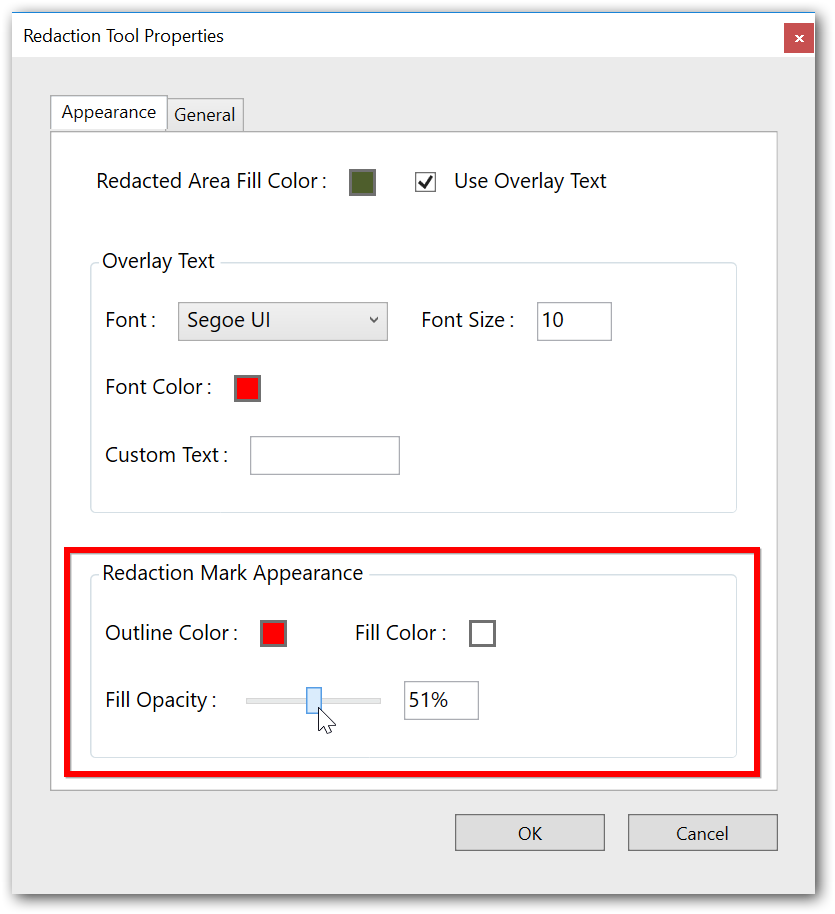 Redaction Tool Properties
Appearance General
Redacted Area Fill Color : Use Overlay Text
Overlay Text
Font : Segoe UI Font Size : 10
Font Color :
Custom Text :
Redaction Mark Appearance
Outline Color : Fill Color :
Fill Opacity : 51%
OK Cancel